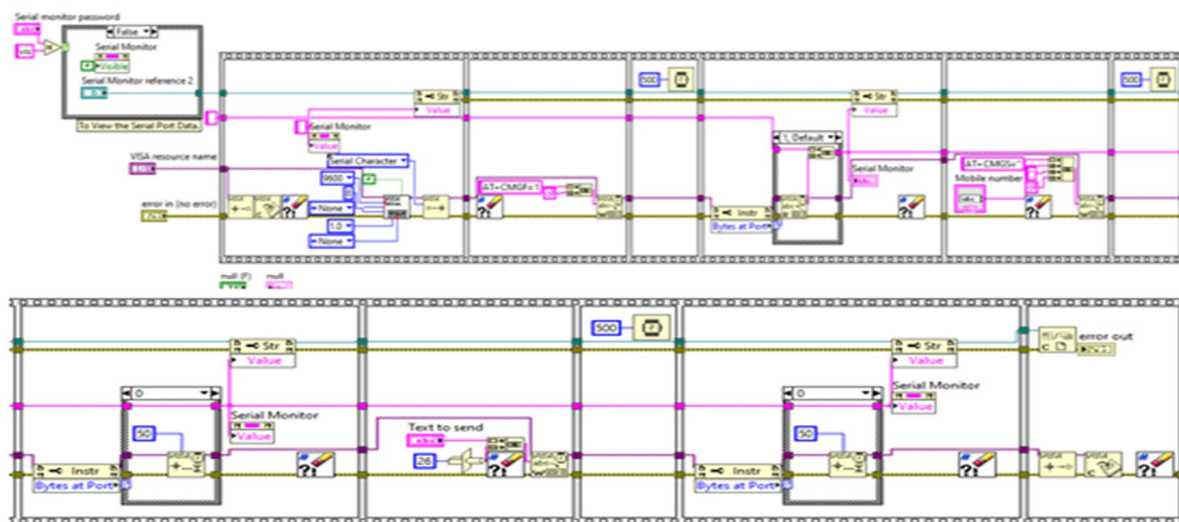 Serial monitor password
False
Serial Monitor
Visible
Serial Monitor reference 2
To View the Serial Port Data.
VISA resource name
error in (no error)
Str
Value
Serial Monitor
Value
Serial Character
9600
None
1.0
None
AT+CMGF=1
500
Instr
Bytes at Port
1, Default
Str
Value
Serial Monitor
AT+CMGS="
Mobile number
500
null (F)
null
Str
Value
Serial Monitor
Value
0
50
Instr
Bytes at Port
Text to send
26
500
Instr
Bytes at Port
0
50
Str
Value
Serial Monitor
Value
error out